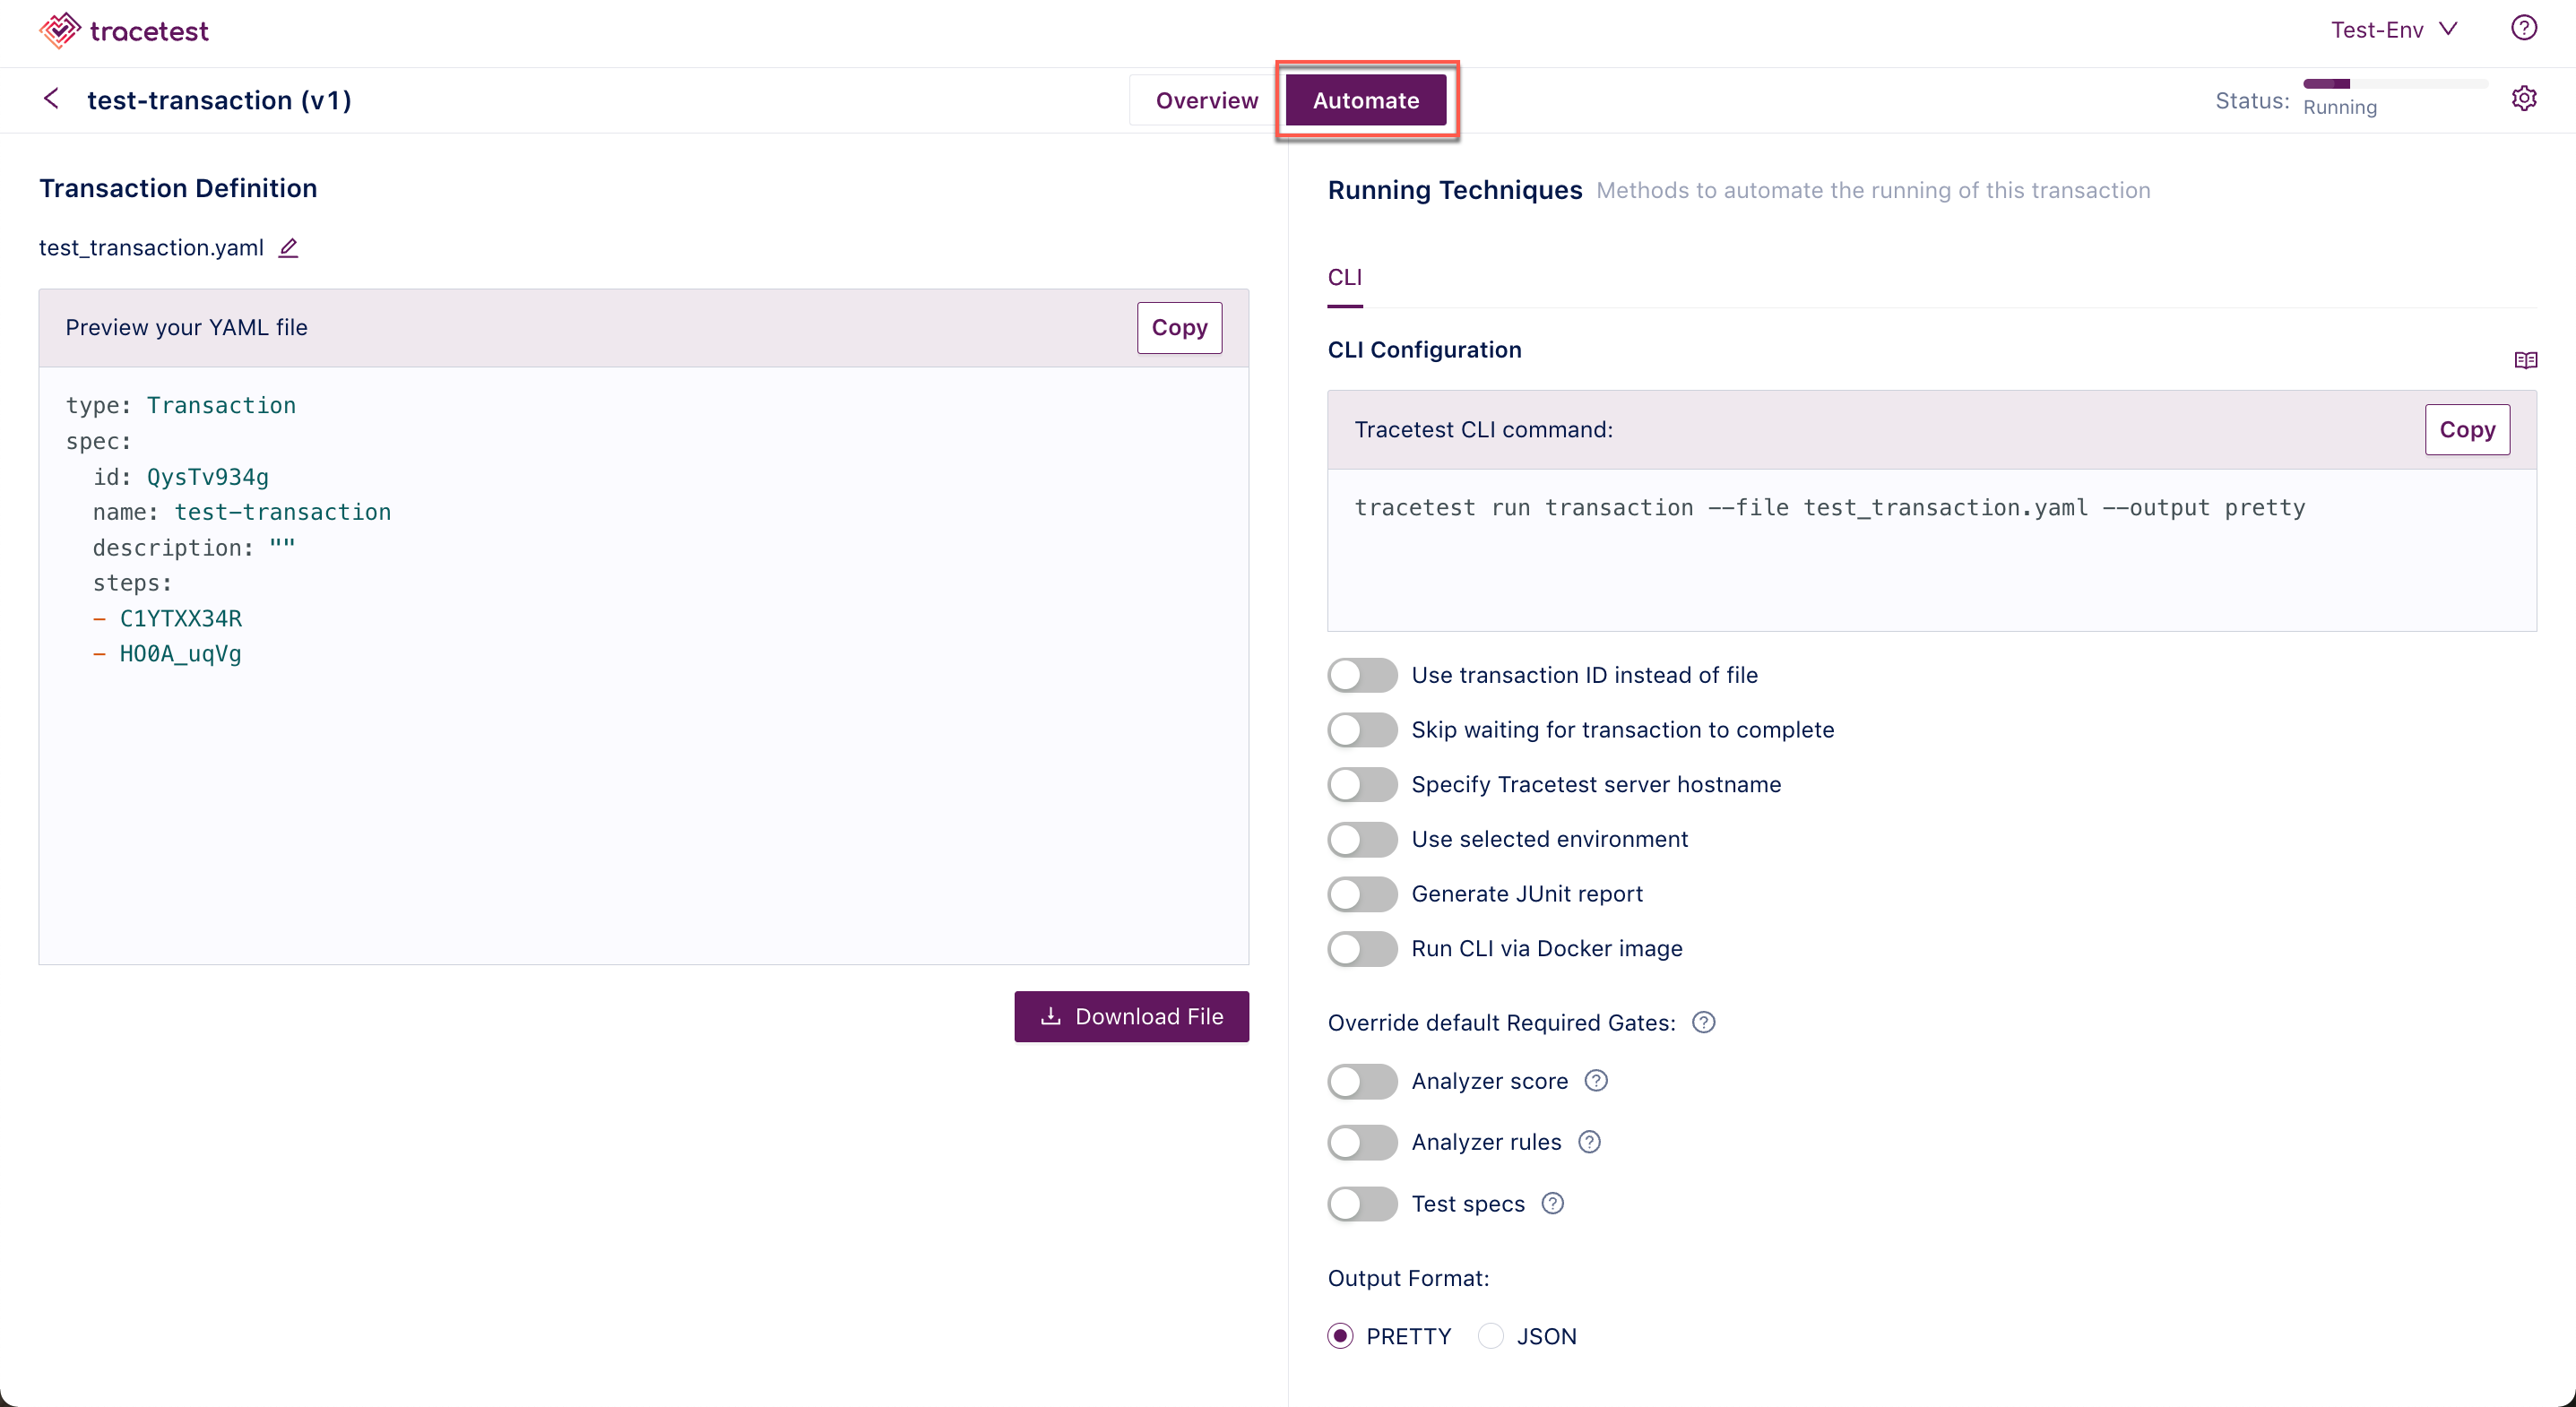 tracetest
Test-Env
test-transaction (v1)
Overview
Automate
Status:
Running
Transaction Definition
test_transaction.yaml
Preview your YAML file
Copy
type: Transaction
spec:
  id: QysTv934g
  name: test-transaction
  description: ""
  steps:
  - C1YTXX34R
  - HO0A_uqVg
Download File
Running Techniques Methods to automate the running of this transaction
CLI
CLI Configuration
Tracetest CLI command:
Copy
tracetest run transaction --file test_transaction.yaml --output pretty
Use transaction ID instead of file
Skip waiting for transaction to complete
Specify Tracetest server hostname
Use selected environment
Generate JUnit report
Run CLI via Docker image
Override default Required Gates:
Analyzer score
Analyzer rules
Test specs
Output Format:
PRETTY JSON